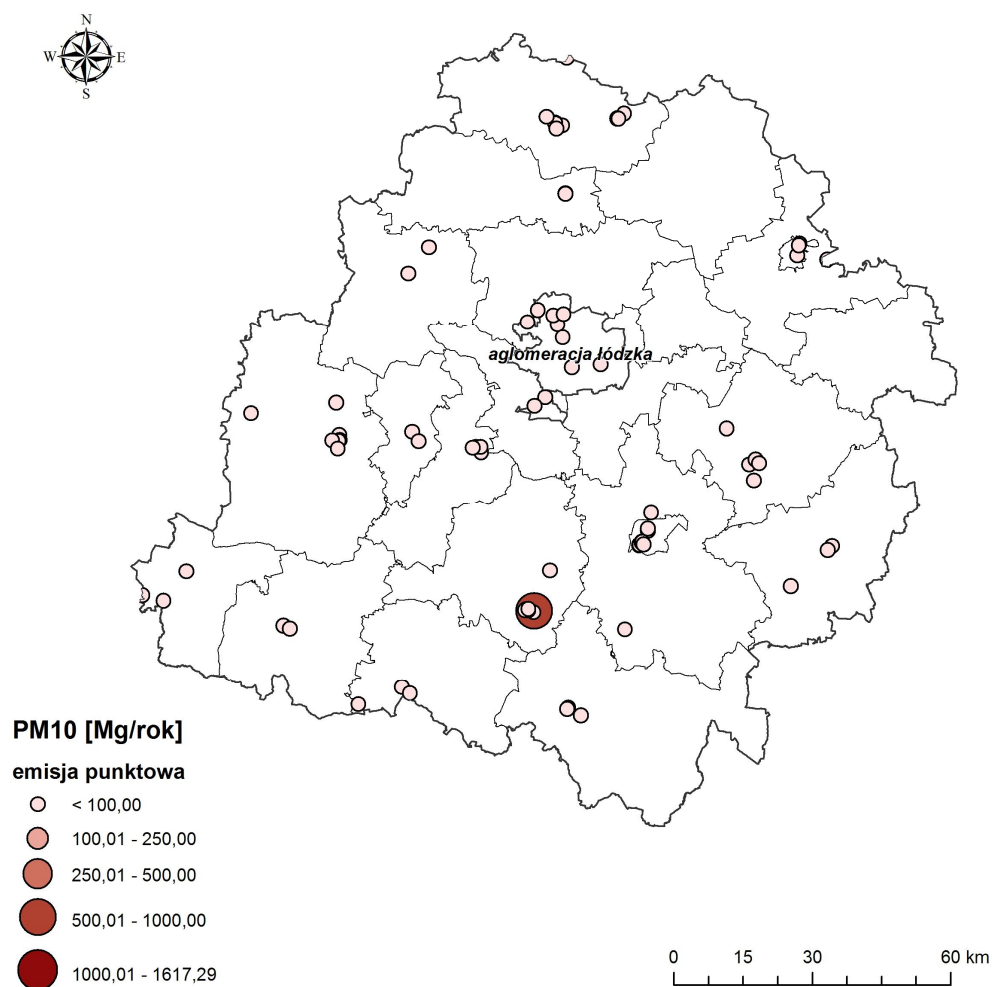 N
W E
S
aglomeracja łódzka
PM10 [Mg/rok]
emisja punktowa
< 100,00
100,01 - 250,00
250,01 - 500,00
500,01 - 1000,00
1000,01 - 1617,29
0 15 30 60 km